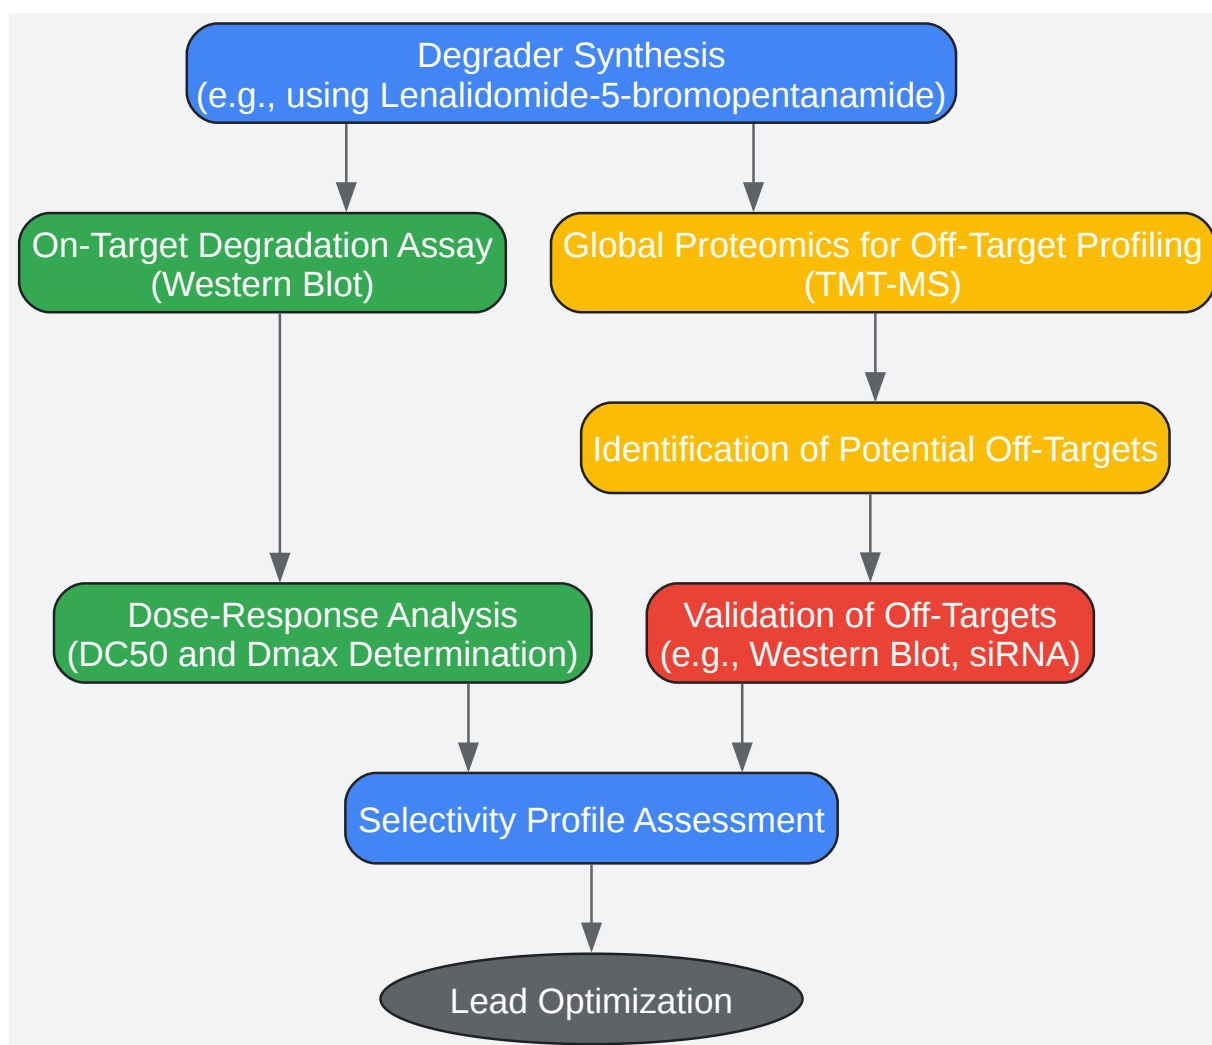 Degrader Synthesis
(e.g., using Lenalidomide-5-bromopentanamide)
On-Target Degradation Assay
(Western Blot)
Global Proteomics for Off-Target Profiling
(TMT-MS)
Identification of Potential Off-Targets
Dose-Response Analysis
(DC50 and Dmax Determination)
Validation of Off-Targets
(e.g., Western Blot, siRNA)
Selectivity Profile Assessment
Lead Optimization